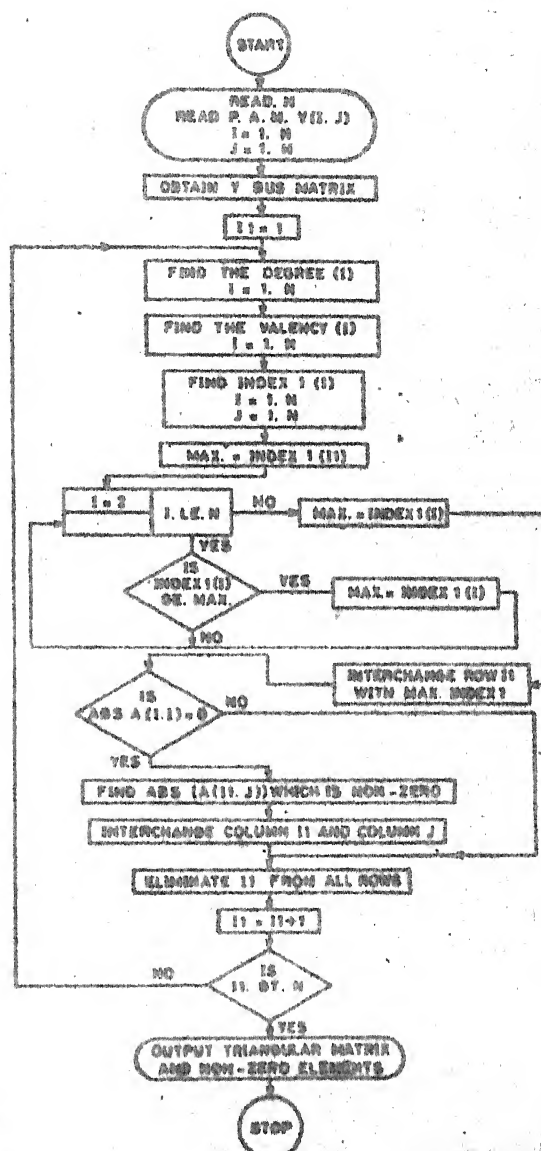 START
READ. N
READ P. A. M. Y(I. J)
I = 1. N
J = 1. N
OBTAIN Y BUS MATRIX
I1 = 1
FIND THE DEGREE (I)
I = 1. N
FIND THE VALENCY (I)
I = 1. N
FIND INDEX 1 (I)
I = 1. N
J = 1. N
MAX. = INDEX 1 (I1)
I = 2
I. LE. N
NO
MAX. = INDEX1(I)
YES
IS
INDEX1(I)
GE. MAX.
YES
MAX. = INDEX 1 (I)
NO
INTERCHANGE ROW I1
WITH MAX. INDEX 1
IS
ABS A(1.1) = 0
NO
YES
FIND ABS (A(I1. J)) WHICH IS NON-ZERO
INTERCHANGE COLUMN I1 AND COLUMN J
ELIMINATE I1 FROM ALL ROWS
I1 = I1+1
NO
IS
I1. GT. N
YES
OUTPUT TRIANGULAR MATRIX
AND NON-ZERO ELEMENTS
STOP